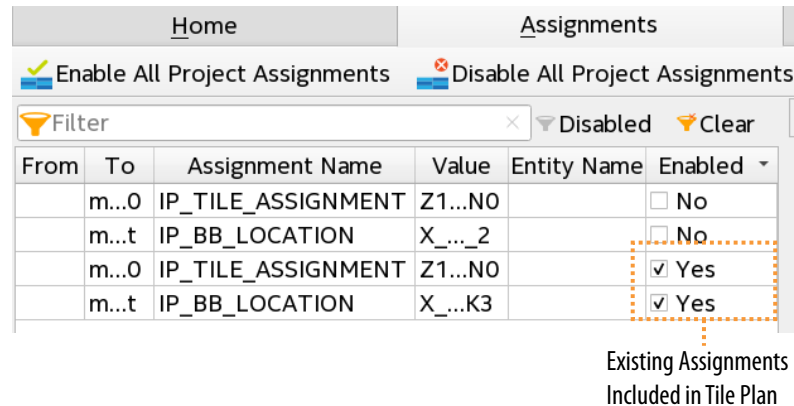 Home Assignments
Enable All Project Assignments Disable All Project Assignments
Filter Disabled Clear
From To Assignment Name Value Entity Name Enabled
m...0 IP_TILE_ASSIGNMENT Z1...N0 No
m...t IP_BB_LOCATION X_..._2 No
m...0 IP_TILE_ASSIGNMENT Z1...N0 Yes
m...t IP_BB_LOCATION X_...K3 Yes
Existing Assignments
Included in Tile Plan